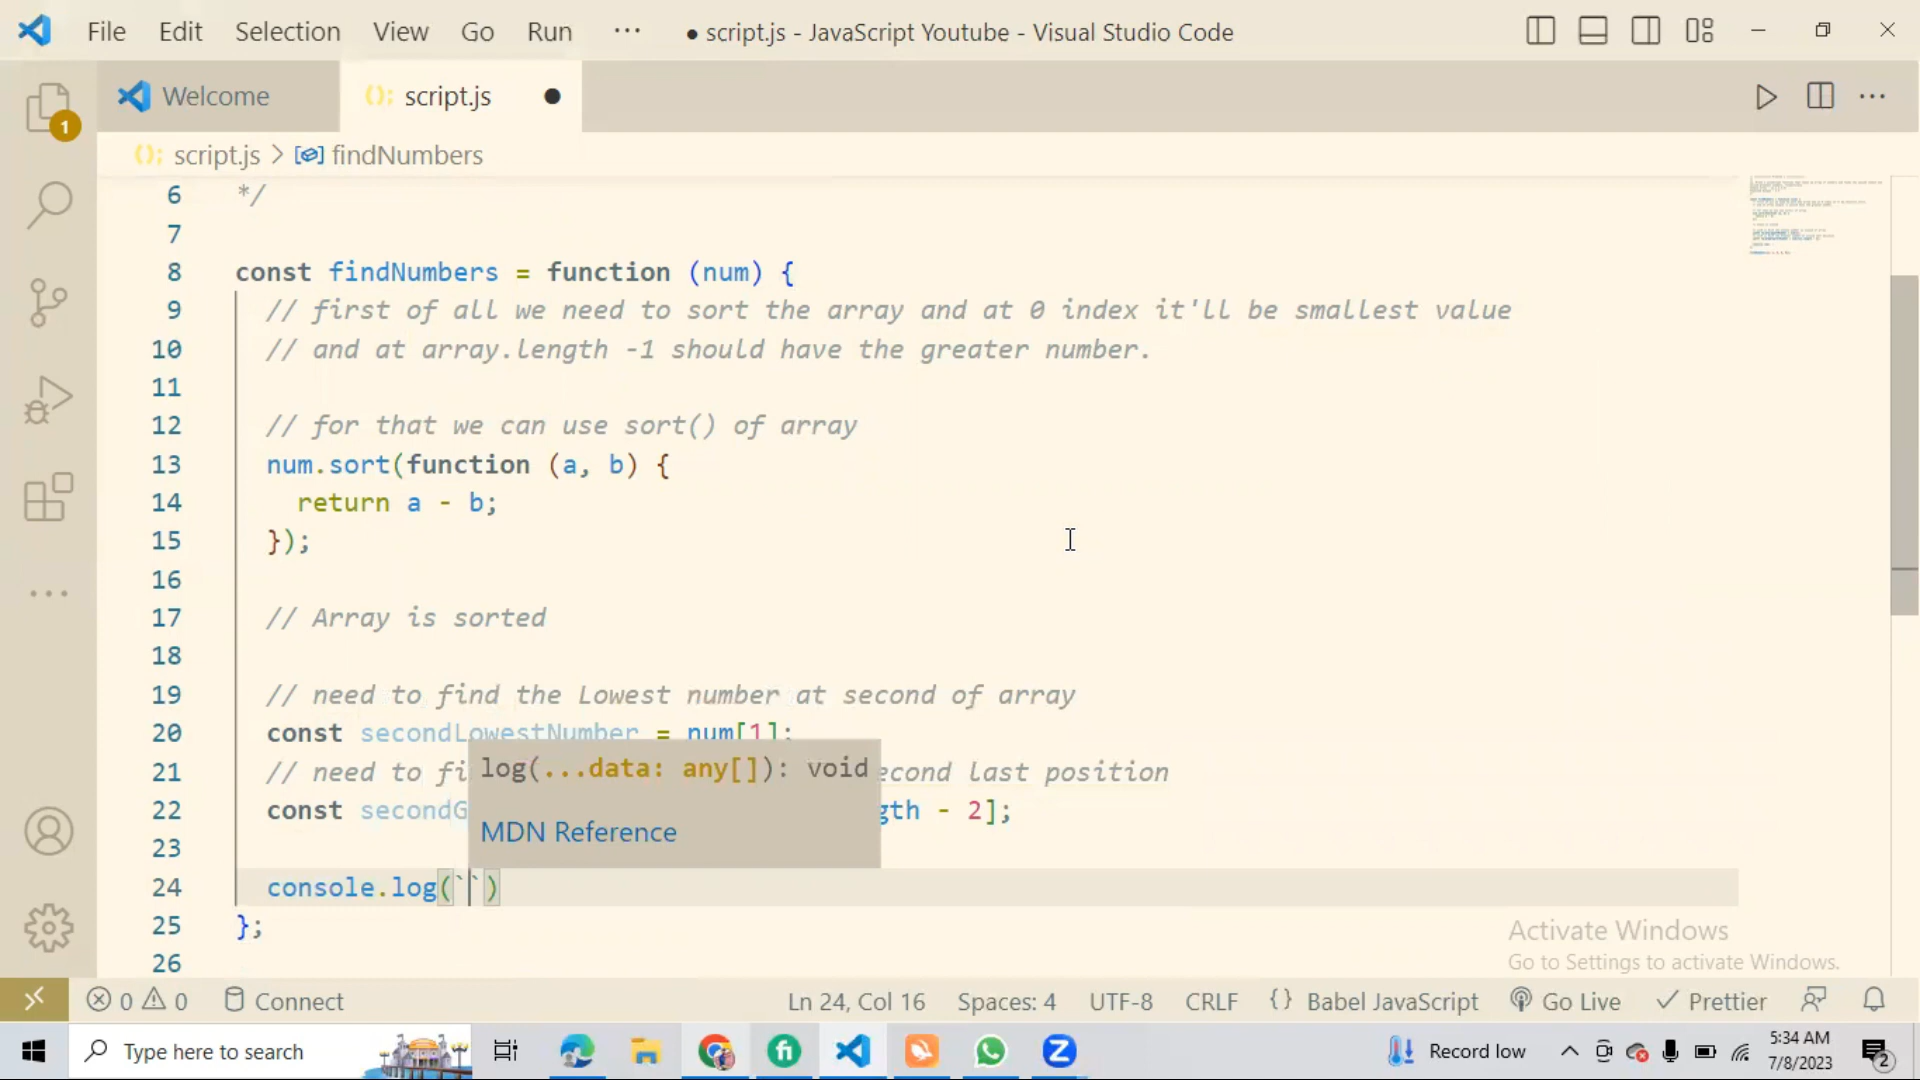 File Edit Selection View Go Run ··· ● script.js - JavaScript Youtube - Visual Studio Code
Welcome script.js ●
script.js > findNumbers
1
6 */
7
8 const findNumbers = function (num) {
9 // first of all we need to sort the array and at 0 index it'll be smallest value
10 // and at array.length -1 should have the greater number.
11
12 // for that we can use sort() of array
13 num.sort(function (a, b) {
14 return a - b;
15 });
16
17 // Array is sorted
18
19 // need to find the Lowest number at second of array
20 const secondLowestNumber = num[1];
log(...data: any[]): void
21 // need to fi econd last position
22 const secondG gth - 2];
MDN Reference
23
24 console.log(``)
25 };
26
Activate Windows
Go to Settings to activate Windows.
0 0 Connect Ln 24, Col 16 Spaces: 4 UTF-8 CRLF {} Babel JavaScript Go Live Prettier
Type here to search Record low 5:34 AM
7/8/2023 2